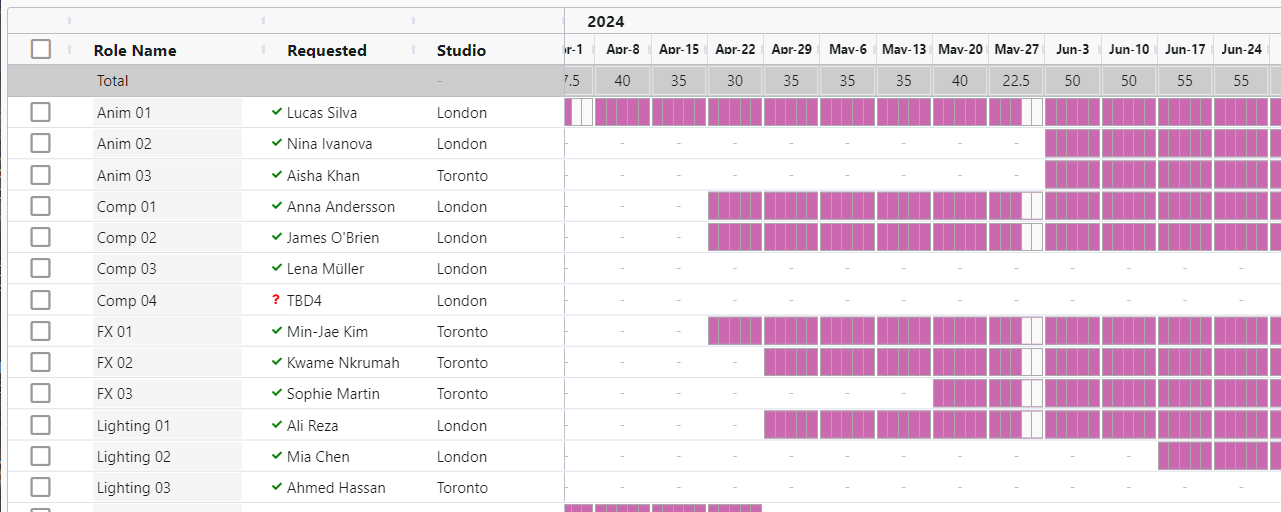 2024
Role Name Requested Studio r-1 Apr-8 Apr-15 Apr-22 Apr-29 May-6 May-13 May-20 May-27 Jun-3 Jun-10 Jun-17 Jun-24
Total - 7.5 40 35 30 35 35 35 40 22.5 50 50 55 55
Anim 01 Lucas Silva London
Anim 02 Nina Ivanova London - - - - - - - - -
Anim 03 Aisha Khan Toronto - - - - - - - - -
Comp 01 Anna Andersson London - - -
Comp 02 James O'Brien London - - -
Comp 03 Lena Müller London - - - - - - - - - - - - -
Comp 04 ? TBD4 London - - - - - - - - - - - - -
FX 01 Min-Jae Kim Toronto - - -
FX 02 Kwame Nkrumah Toronto - - - -
FX 03 Sophie Martin Toronto - - - - - - -
Lighting 01 Ali Reza London - - - -
Lighting 02 Mia Chen London - - - - - - - - - - -
Lighting 03 Ahmed Hassan Toronto - - - - - - - - - - - - -